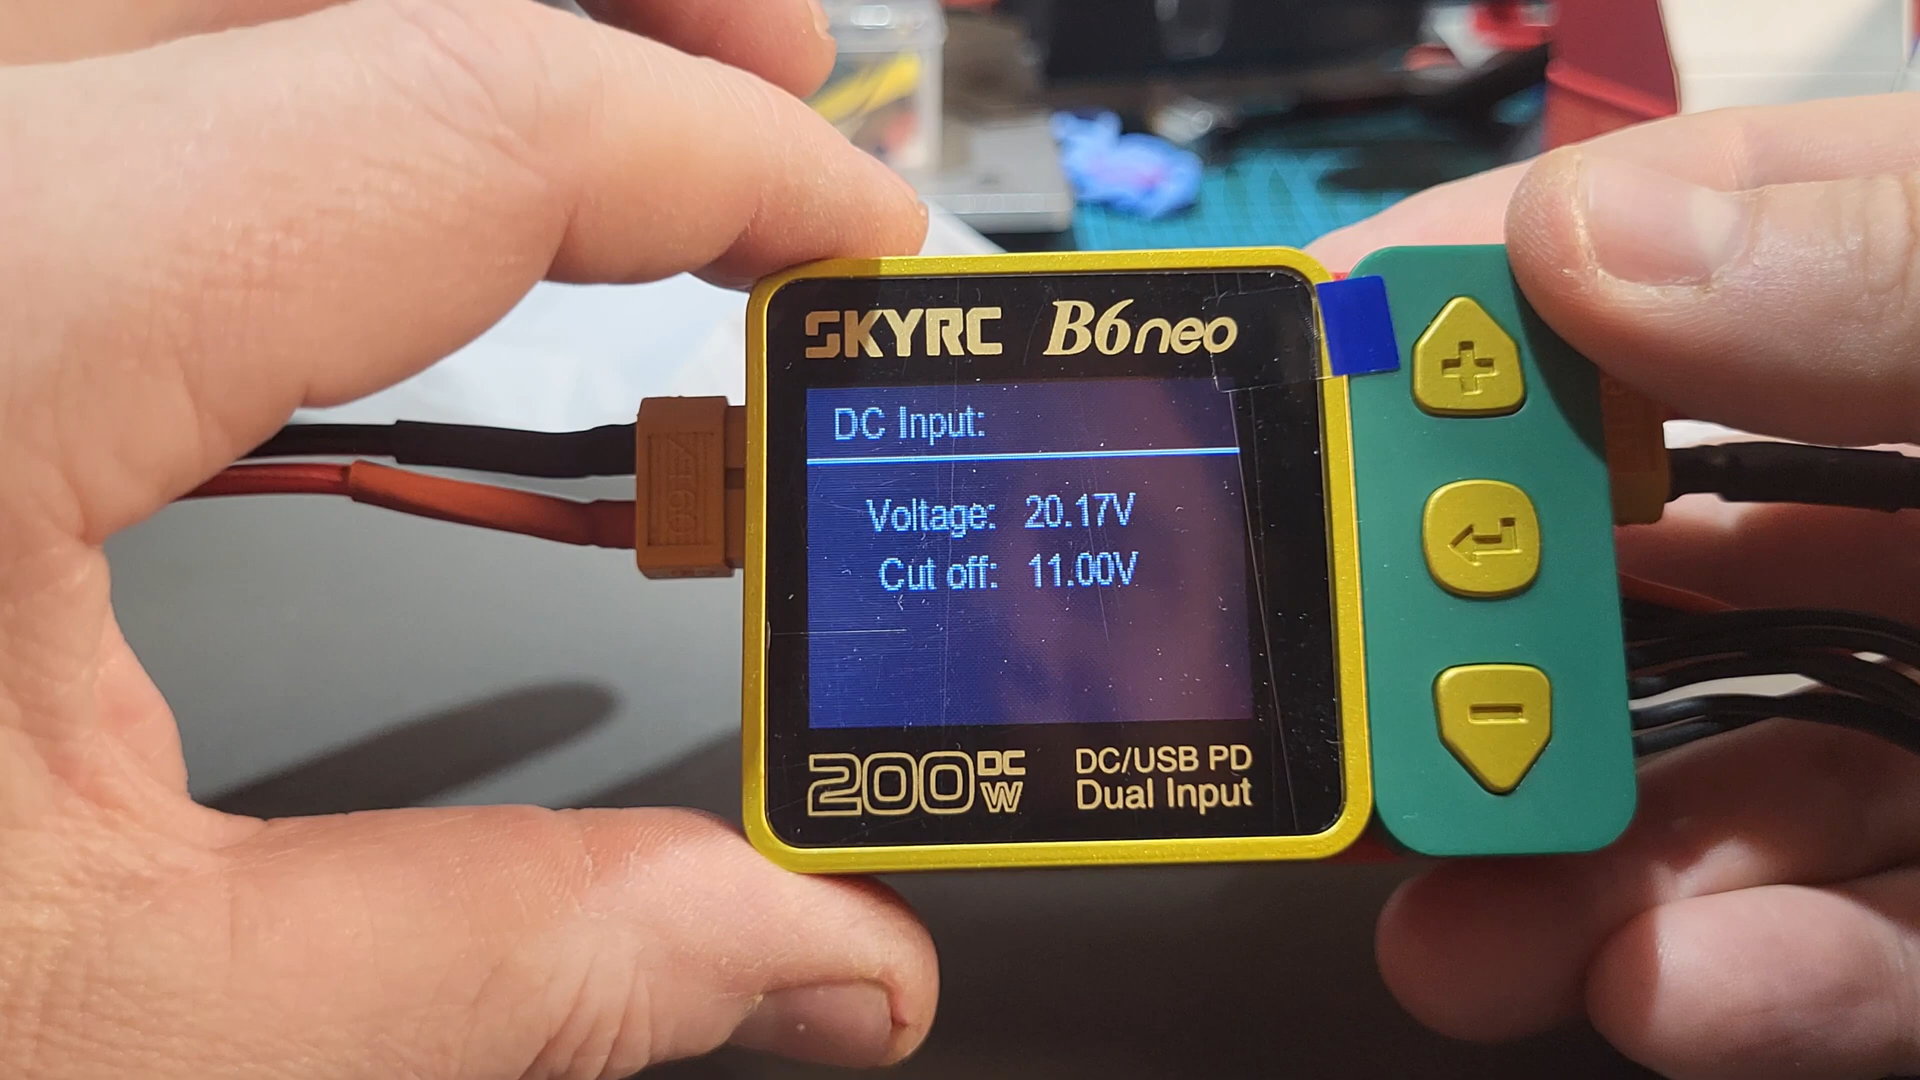 SKYRC B6neo
DC Input:
Voltage: 20.17V
Cut off: 11.00V
200 DC W
DC/USB PD
Dual Input